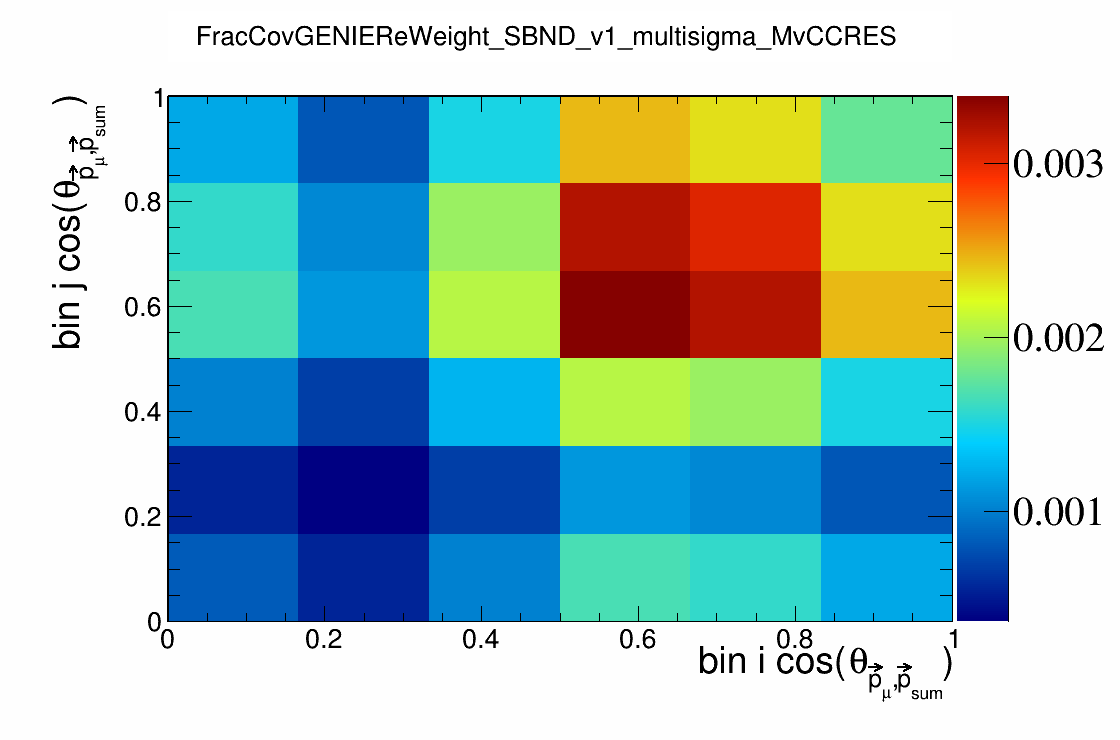 FracCovGENIEReWeight_SBND_v1_multisigma_MvCCRES
bin j cos(θ p⃗μ,p⃗sum)
1
0.8
0.6
0.4
0.2
0
0 0.2 0.4 0.6 0.8 1
bin i cos(θ p⃗μ,p⃗sum)
0.003
0.002
0.001